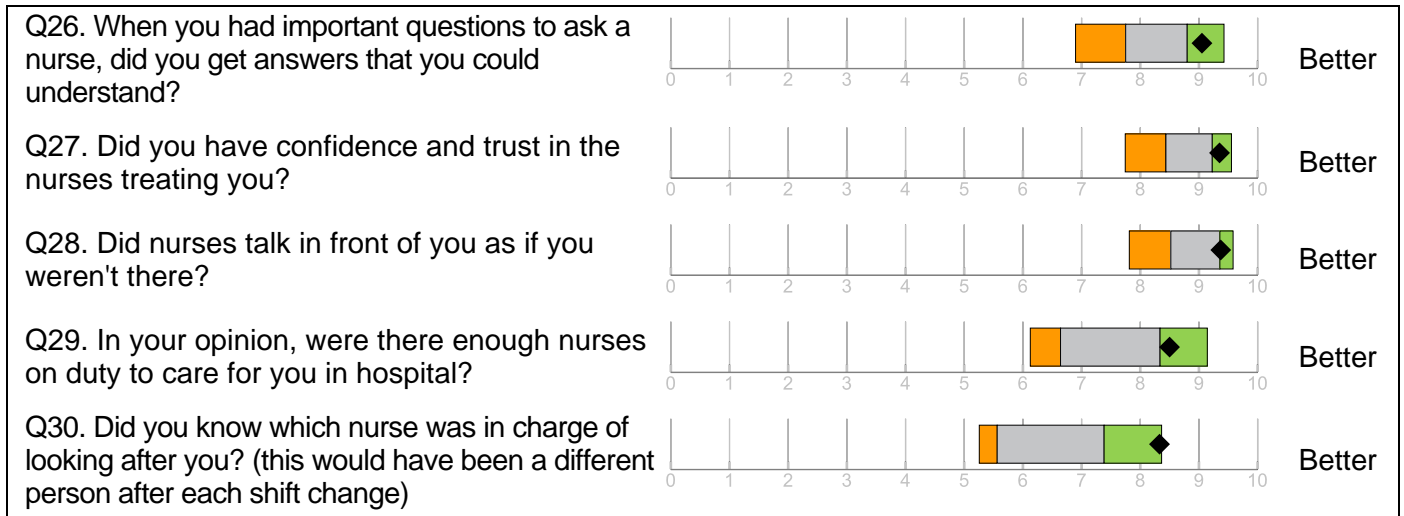 Q26. When you had important questions to ask a
nurse, did you get answers that you could
understand?
0 1 2 3 4 5 6 7 8 9 10
Better
Q27. Did you have confidence and trust in the
nurses treating you?
0 1 2 3 4 5 6 7 8 9 10
Better
Q28. Did nurses talk in front of you as if you
weren't there?
0 1 2 3 4 5 6 7 8 9 10
Better
Q29. In your opinion, were there enough nurses
on duty to care for you in hospital?
0 1 2 3 4 5 6 7 8 9 10
Better
Q30. Did you know which nurse was in charge of
looking after you? (this would have been a different
person after each shift change)
0 1 2 3 4 5 6 7 8 9 10
Better